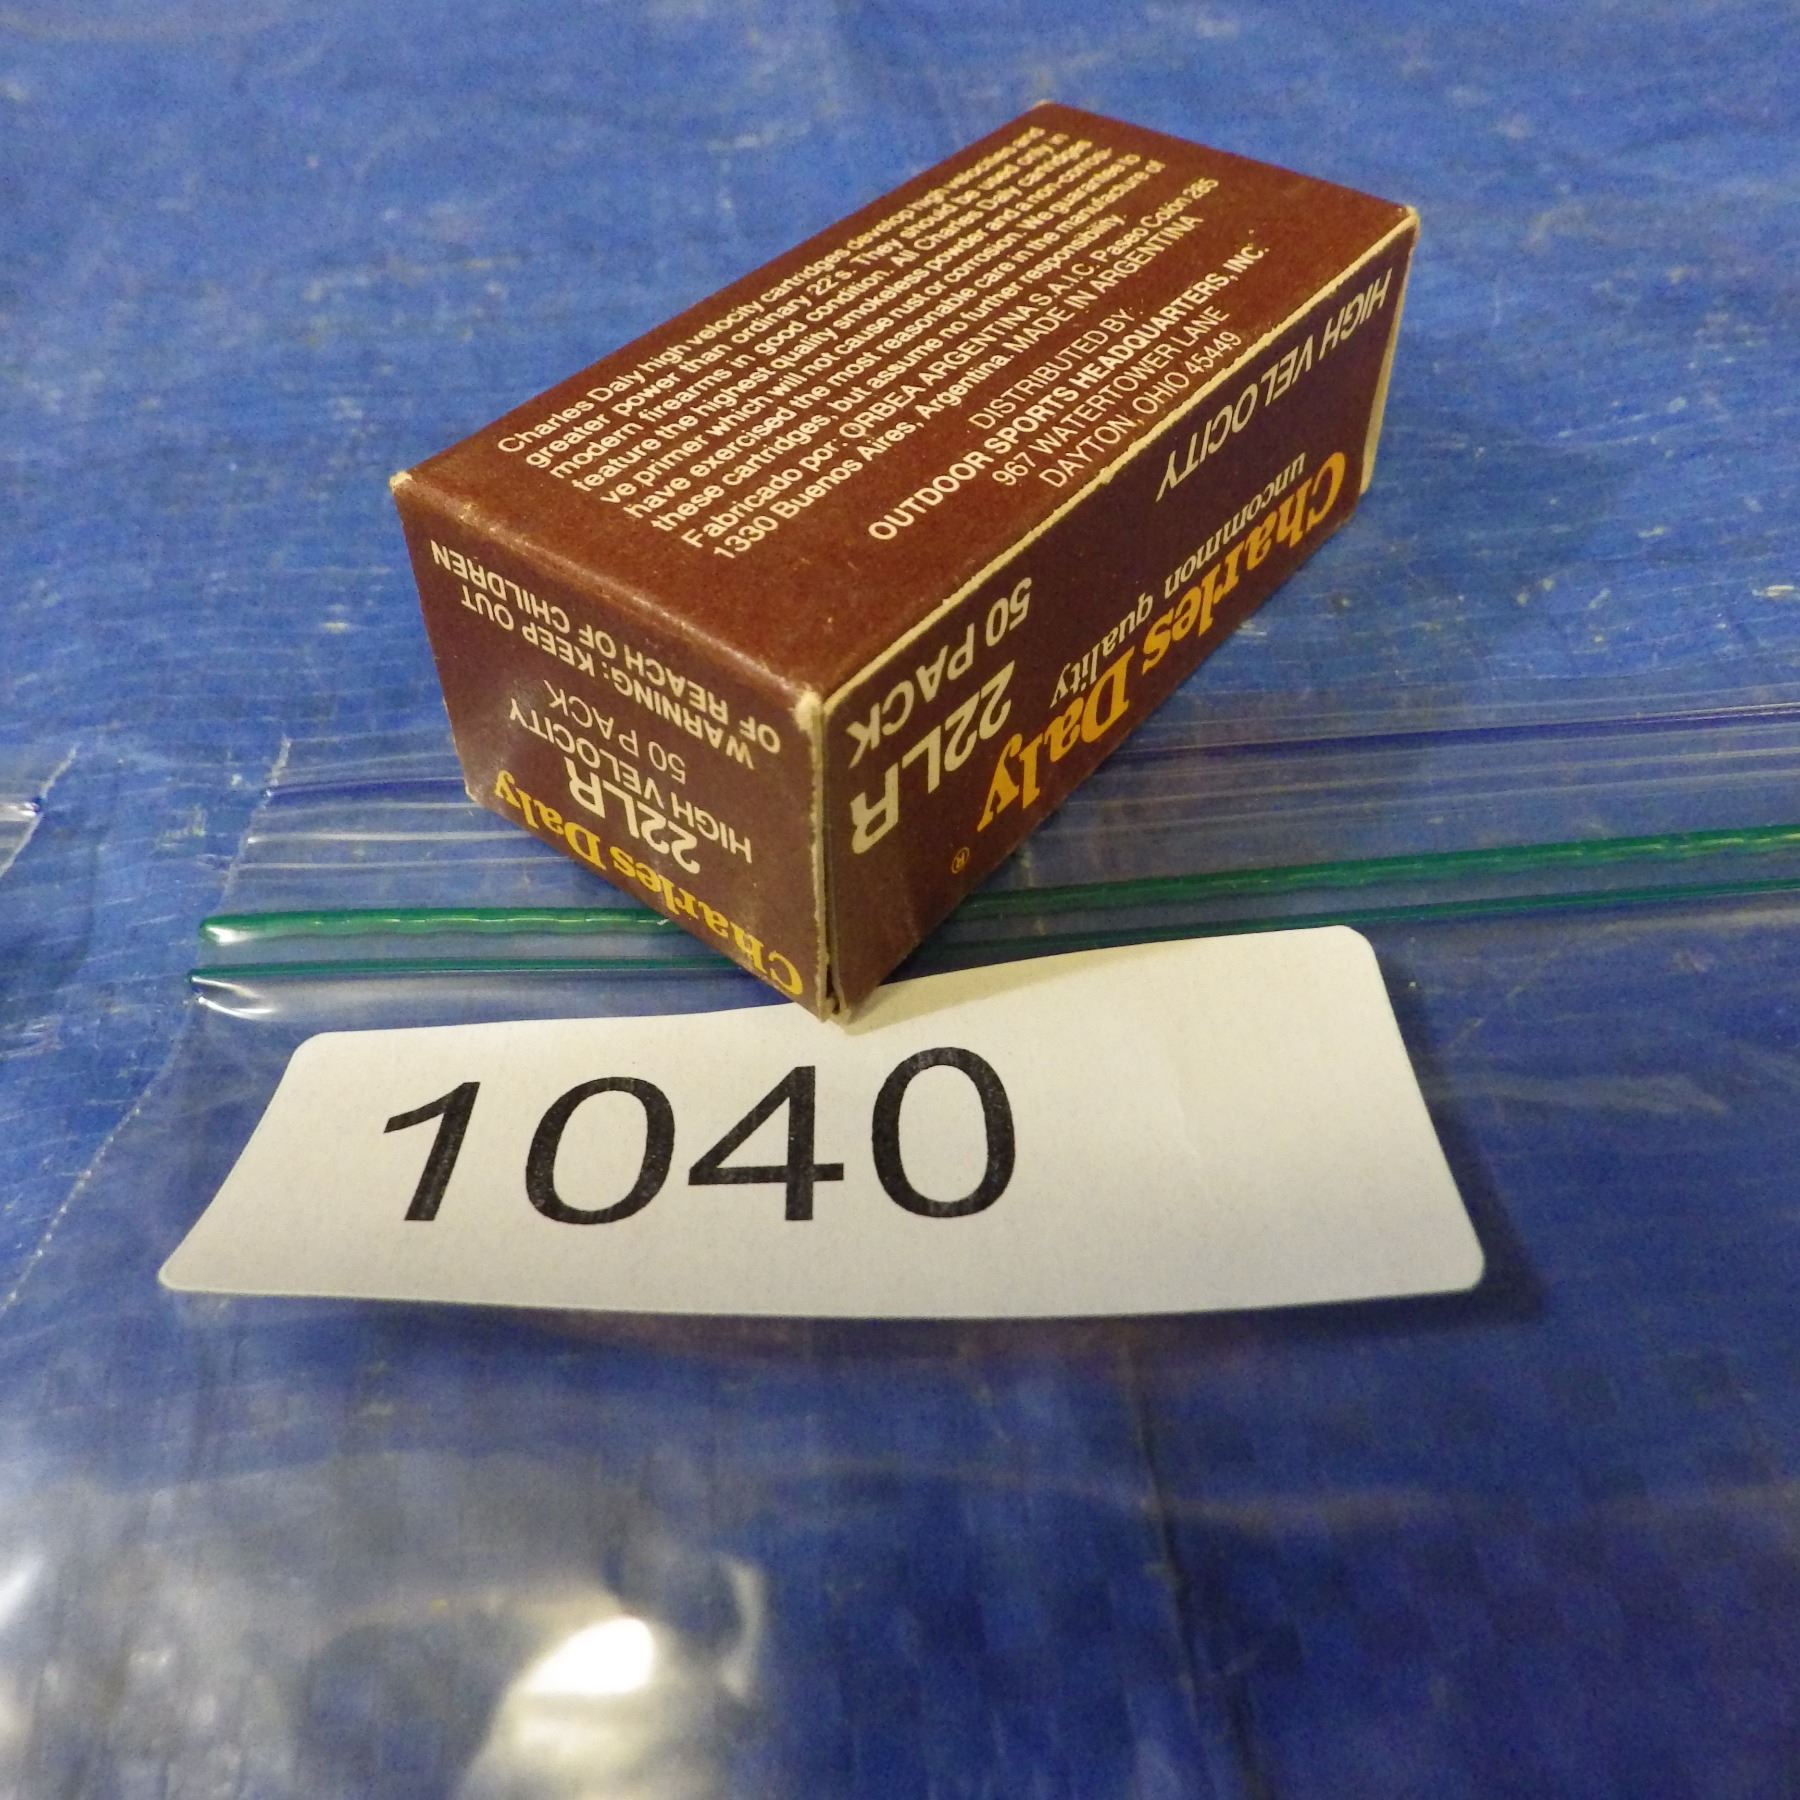 Charles Daly high velocity cartridges develop high velocities and
greater power than ordinary 22's. They should be used only in
modern firearms in good condition. All Charles Daly cartridges
feature the highest quality smokeless powder and a non-corrosi-
ve primer which will not cause rust or corrosion. We guarantee to
have exercised the most reasonable care in the manufacture of
these cartridges, but assume no further responsibility.
Fabricado por: ORBEA ARGENTINA S.A.I.C. Paseo Colón 285
1330 Buenos Aires, Argentina. MADE IN ARGENTINA
DISTRIBUTED BY:
OUTDOOR SPORTS HEADQUARTERS, INC.
967 WATERTOWER LANE
DAYTON, OHIO 45449
Charles Daly ®
uncommon quality
HIGH VELOCITY
22LR
50 PACK
Charles Daly
22LR
HIGH VELOCITY
50 PACK
WARNING: KEEP OUT
OF REACH OF CHILDREN
1040